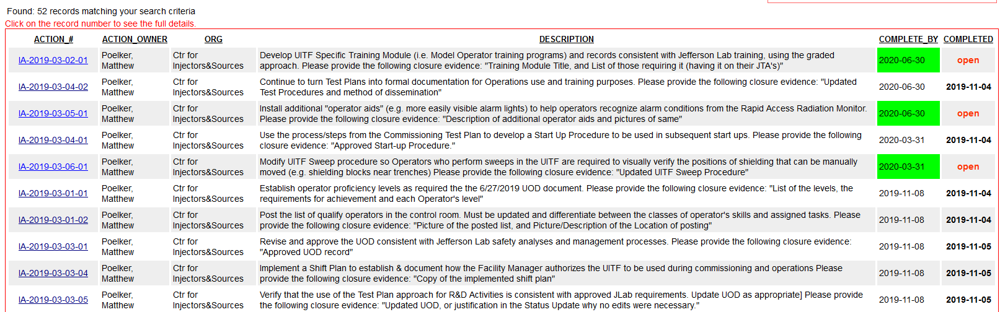 Found: 52 records matching your search criteria
Click on the record number to see the full details.
ACTION_# ACTION_OWNER ORG DESCRIPTION COMPLETE_BY COMPLETED
IA-2019-03-02-01 Poelker, Matthew Ctr for Injectors&Sources Develop UITF Specific Training Module (i.e. Model Operator training programs) and records consistent with Jefferson Lab training, using the graded
approach. Please provide the following closure evidence: "Training Module Title, and List of those requiring it (having it on their JTA's)" 2020-06-30 open
IA-2019-03-04-02 Poelker, Matthew Ctr for Injectors&Sources Continue to turn Test Plans into formal documentation for Operations use and training purposes. Please provide the following closure evidence: "Updated
Test Procedures and method of dissemination" 2020-06-30 2019-11-04
IA-2019-03-05-01 Poelker, Matthew Ctr for Injectors&Sources Install additional "operator aids" (e.g. more easily visible alarm lights) to help operators recognize alarm conditions from the Rapid Access Radiation Monitor.
Please provide the following closure evidence: "Description of additional operator aids and pictures of same" 2020-06-30 open
IA-2019-03-04-01 Poelker, Matthew Ctr for Injectors&Sources Use the process/steps from the Commissioning Test Plan to develop a Start Up Procedure to be used in subsequent start ups. Please provide the following
closure evidence: "Approved Start-up Procedure." 2020-03-31 2019-11-04
IA-2019-03-06-01 Poelker, Matthew Ctr for Injectors&Sources Modify UITF Sweep procedure so Operators who perform sweeps in the UITF are required to visually verify the positions of shielding that can be manually
moved (e.g. shielding blocks near trenches) Please provide the following closure evidence: "Updated UITF Sweep Procedure" 2020-03-31 open
IA-2019-03-01-01 Poelker, Matthew Ctr for Injectors&Sources Establish operator proficiency levels as required the the 6/27/2019 UOD document. Please provide the following closure evidence: "List of the levels, the
requirements for achievement and each Operator's level" 2019-11-08 2019-11-04
IA-2019-03-01-02 Poelker, Matthew Ctr for Injectors&Sources Post the list of qualify operators in the control room. Must be updated and differentiate between the classes of operator's skills and assigned tasks. Please
provide the following closure evidence: "Picture of the posted list, and Picture/Description of the Location of posting" 2019-11-08 2019-11-04
IA-2019-03-03-01 Poelker, Matthew Ctr for Injectors&Sources Revise and approve the UOD consistent with Jefferson Lab safety analyses and management processes. Please provide the following closure evidence:
"Approved UOD record" 2019-11-08 2019-11-05
IA-2019-03-03-04 Poelker, Matthew Ctr for Injectors&Sources Implement a Shift Plan to establish & document how the Facility Manager authorizes the UITF to be used during commissioning and operations Please
provide the following closure evidence: "Copy of the implemented shift plan" 2019-11-08 2019-11-05
IA-2019-03-03-05 Poelker, Matthew Ctr for Injectors&Sources Verify that the use of the Test Plan approach for R&D Activities is consistent with approved JLab requirements. Update UOD as appropriate] Please provide
the following closure evidence: "Updated UOD, or justification in the Status Update why no edits were necessary." 2019-11-08 2019-11-05